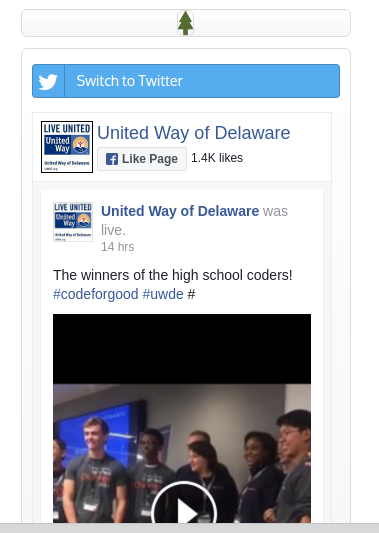 Switch to Twitter
LIVE UNITED
United Way
United Way of Delaware
United Way of Delaware
Like Page
1.4K likes
LIVE UNITED
United Way
United Way of Delaware
United Way of Delaware was
live.
14 hrs
The winners of the high school coders!
#codeforgood #uwde #